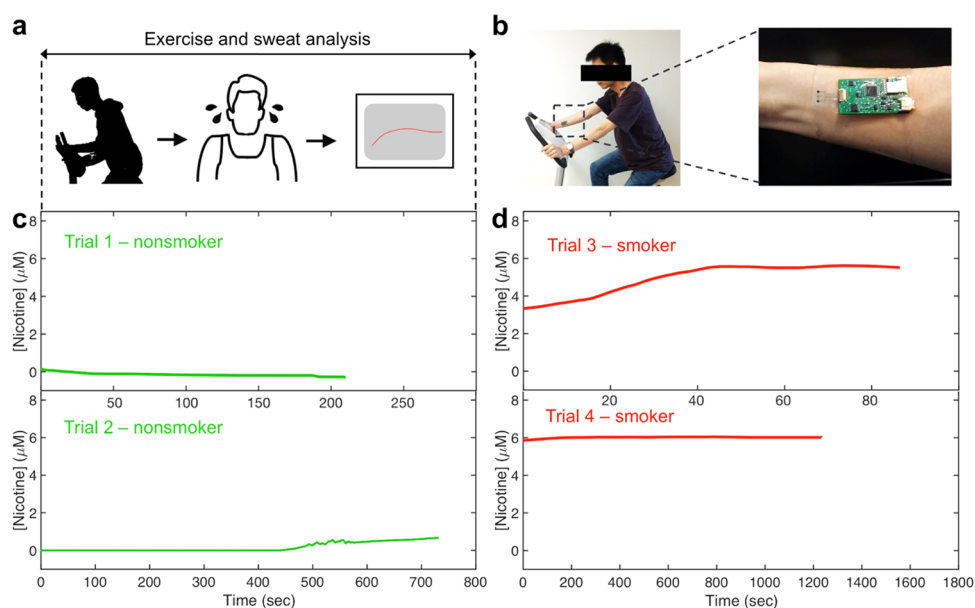 a
Exercise and sweat analysis
b
c
Trial 1 – nonsmoker
[Nicotine] (μM)
8
6
4
2
0
50 100 150 200 250
Trial 2 – nonsmoker
[Nicotine] (μM)
8
6
4
2
0
0 100 200 300 400 500 600 700 800
Time (sec)
d
Trial 3 – smoker
[Nicotine] (μM)
8
6
4
2
0
20 40 60 80
Trial 4 – smoker
[Nicotine] (μM)
8
6
4
2
0
0 200 400 600 800 1000 1200 1400 1600 1800
Time (sec)